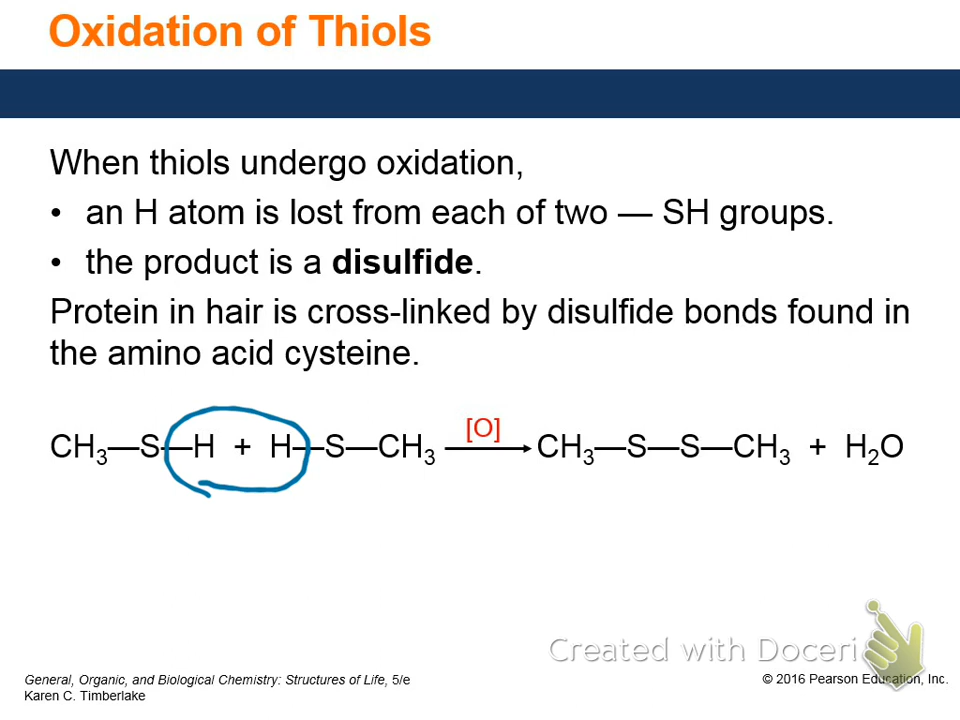 Oxidation of Thiols
When thiols undergo oxidation,
• an H atom is lost from each of two — SH groups.
• the product is a disulfide.
Protein in hair is cross-linked by disulfide bonds found in
the amino acid cysteine.
[O]
CH₃—S—H + H—S—CH₃ ⟶ CH₃—S—S—CH₃ + H₂O
Created with Doceri
General, Organic, and Biological Chemistry: Structures of Life, 5/e
Karen C. Timberlake
© 2016 Pearson Education, Inc.